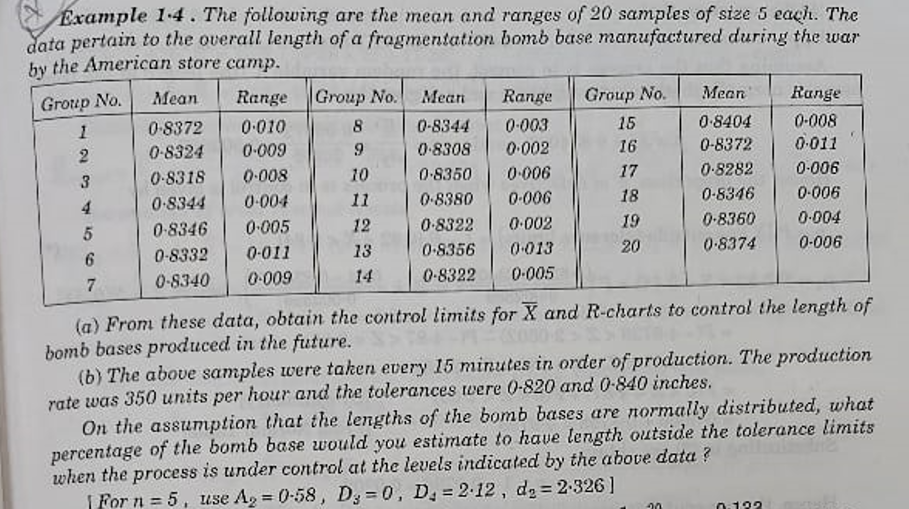 Example 1·4 . The following are the mean and ranges of 20 samples of size 5 each. The
data pertain to the overall length of a fragmentation bomb base manufactured during the war
by the American store camp.
Group No. Mean Range Group No. Mean Range Group No. Mean Range
1 0·8372 0·010 8 0·8344 0·003 15 0·8404 0·008
2 0·8324 0·009 9 0·8308 0·002 16 0·8372 0·011
3 0·8318 0·008 10 0·8350 0·006 17 0·8282 0·006
4 0·8344 0·004 11 0·8380 0·006 18 0·8346 0·006
5 0·8346 0·005 12 0·8322 0·002 19 0·8360 0·004
6 0·8332 0·011 13 0·8356 0·013 20 0·8374 0·006
7 0·8340 0·009 14 0·8322 0·005
(a) From these data, obtain the control limits for X̅ and R-charts to control the length of
bomb bases produced in the future.
(b) The above samples were taken every 15 minutes in order of production. The production
rate was 350 units per hour and the tolerances were 0·820 and 0·840 inches.
On the assumption that the lengths of the bomb bases are normally distributed, what
percentage of the bomb base would you estimate to have length outside the tolerance limits
when the process is under control at the levels indicated by the above data ?
[ For n = 5 , use A₂ = 0·58 , D₃ = 0 , D₄ = 2·12 , d₂ = 2·326 ]